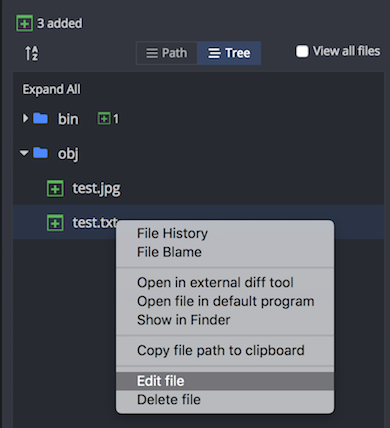 3 added
A
Z
Path
Tree
View all files
Expand All
bin
1
obj
test.jpg
test.txt
File History
File Blame
Open in external diff tool
Open file in default program
Show in Finder
Copy file path to clipboard
Edit file
Delete file